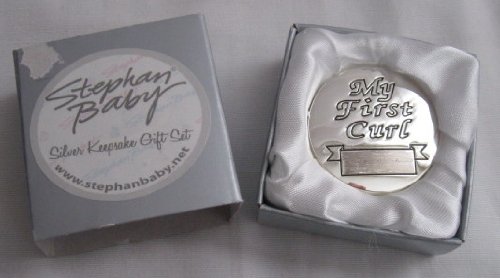 Stephan
Baby
Silver Keepsake Gift Set
www.stephanbaby.net
My
First
Curl